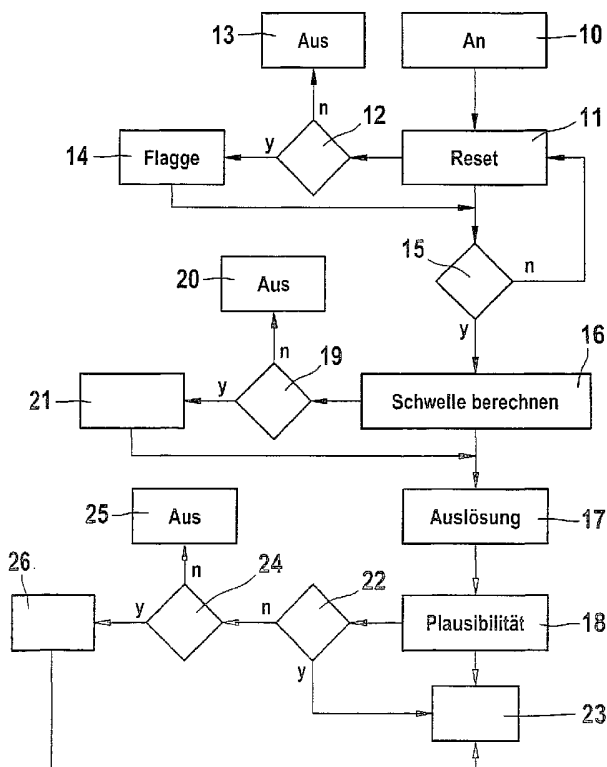 13
Aus
An
10
n
12
11
14
Flagge
y
Reset
15
n
20
Aus
y
16
n
19
21
y
Schwelle berechnen
25
Aus
Auslösung
17
26.
n
24
22
y
n
Plausibilität
18
y
23